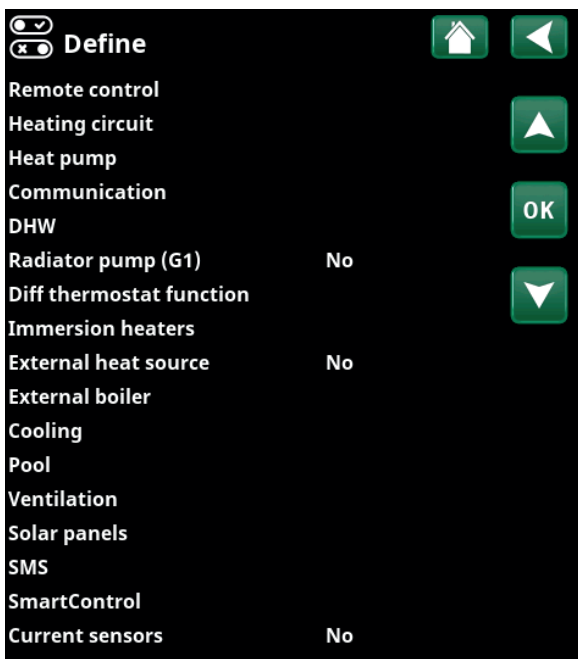 Define
Remote control
Heating circuit
Heat pump
Communication
DHW
OK
Radiator pump (G1) No
Diff thermostat function
Immersion heaters
External heat source No
External boiler
Cooling
Pool
Ventilation
Solar panels
SMS
SmartControl
Current sensors No